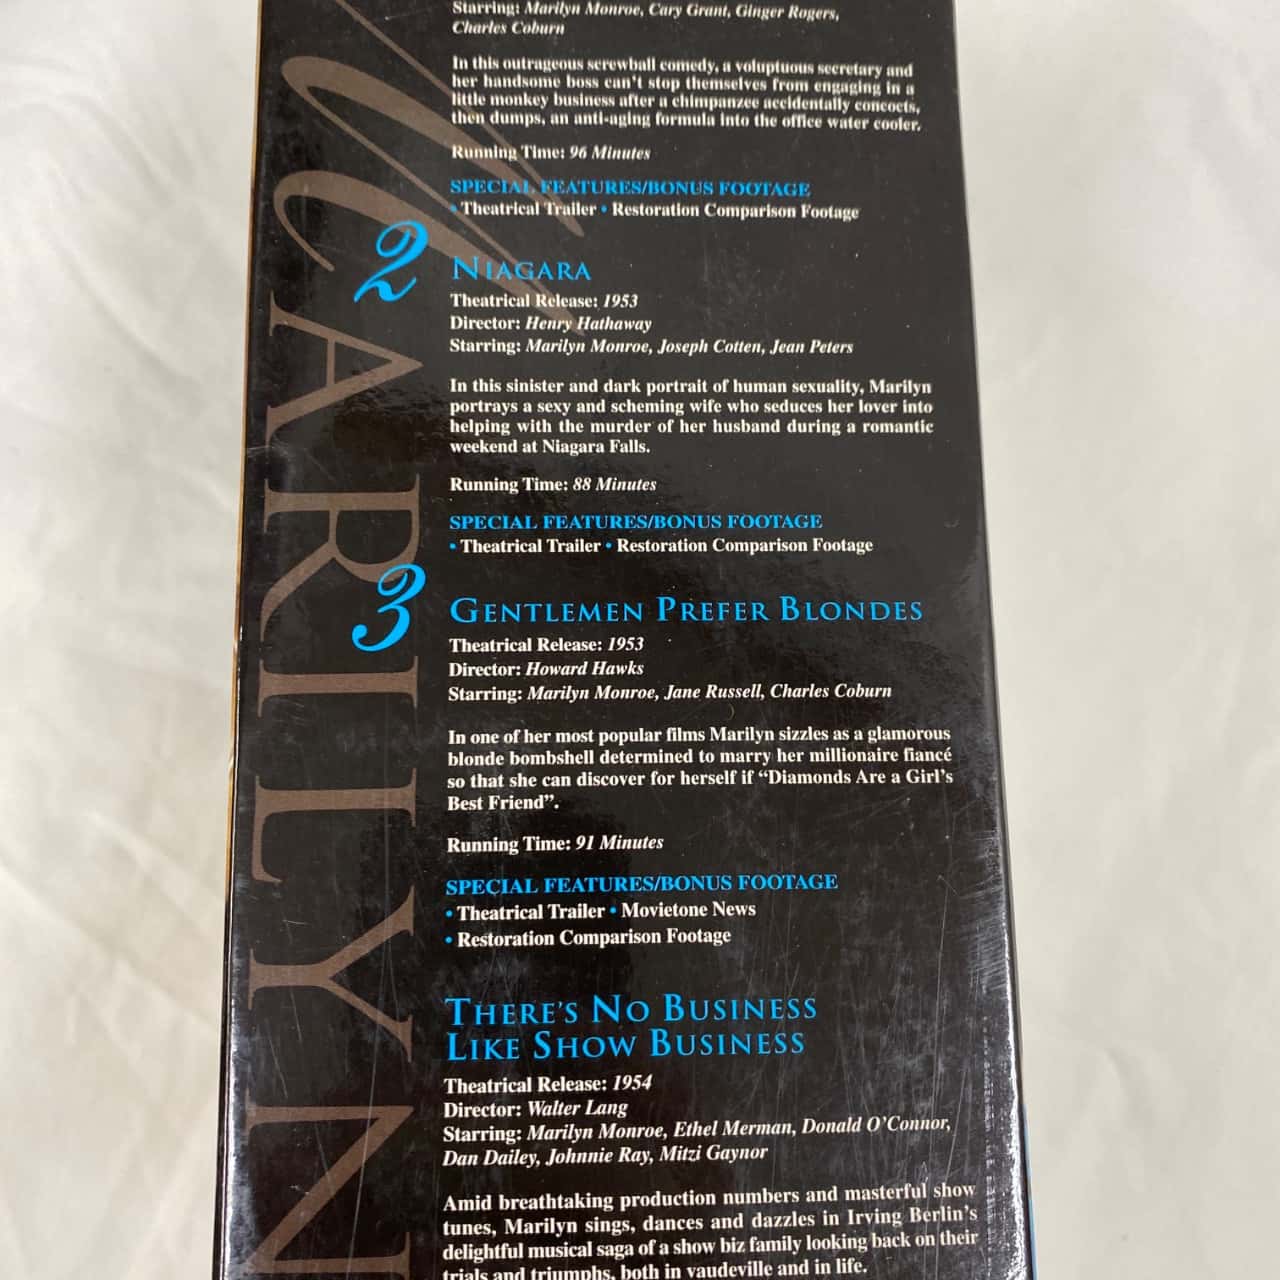 Starring: Marilyn Monroe, Cary Grant, Ginger Rogers,
Charles Coburn
In this outrageous screwball comedy, a voluptuous secretary and
her handsome boss can't stop themselves from engaging in a
little monkey business after a chimpanzee accidentally concocts,
then dumps, an anti-aging formula into the office water cooler.
Running Time: 96 Minutes
SPECIAL FEATURES/BONUS FOOTAGE
• Theatrical Trailer • Restoration Comparison Footage
2
NIAGARA
Theatrical Release: 1953
Director: Henry Hathaway
Starring: Marilyn Monroe, Joseph Cotten, Jean Peters
In this sinister and dark portrait of human sexuality, Marilyn
portrays a sexy and scheming wife who seduces her lover into
helping with the murder of her husband during a romantic
weekend at Niagara Falls.
Running Time: 88 Minutes
SPECIAL FEATURES/BONUS FOOTAGE
• Theatrical Trailer • Restoration Comparison Footage
3
GENTLEMEN PREFER BLONDES
Theatrical Release: 1953
Director: Howard Hawks
Starring: Marilyn Monroe, Jane Russell, Charles Coburn
In one of her most popular films Marilyn sizzles as a glamorous
blonde bombshell determined to marry her millionaire fiancé
so that she can discover for herself if “Diamonds Are a Girl's
Best Friend”.
Running Time: 91 Minutes
SPECIAL FEATURES/BONUS FOOTAGE
• Theatrical Trailer • Movietone News
• Restoration Comparison Footage
THERE'S NO BUSINESS
LIKE SHOW BUSINESS
Theatrical Release: 1954
Director: Walter Lang
Starring: Marilyn Monroe, Ethel Merman, Donald O'Connor,
Dan Dailey, Johnnie Ray, Mitzi Gaynor
Amid breathtaking production numbers and masterful show
tunes, Marilyn sings, dances and dazzles in Irving Berlin's
delightful musical saga of a show biz family looking back on their
trials and triumphs, both in vaudeville and in life.
MARILYN